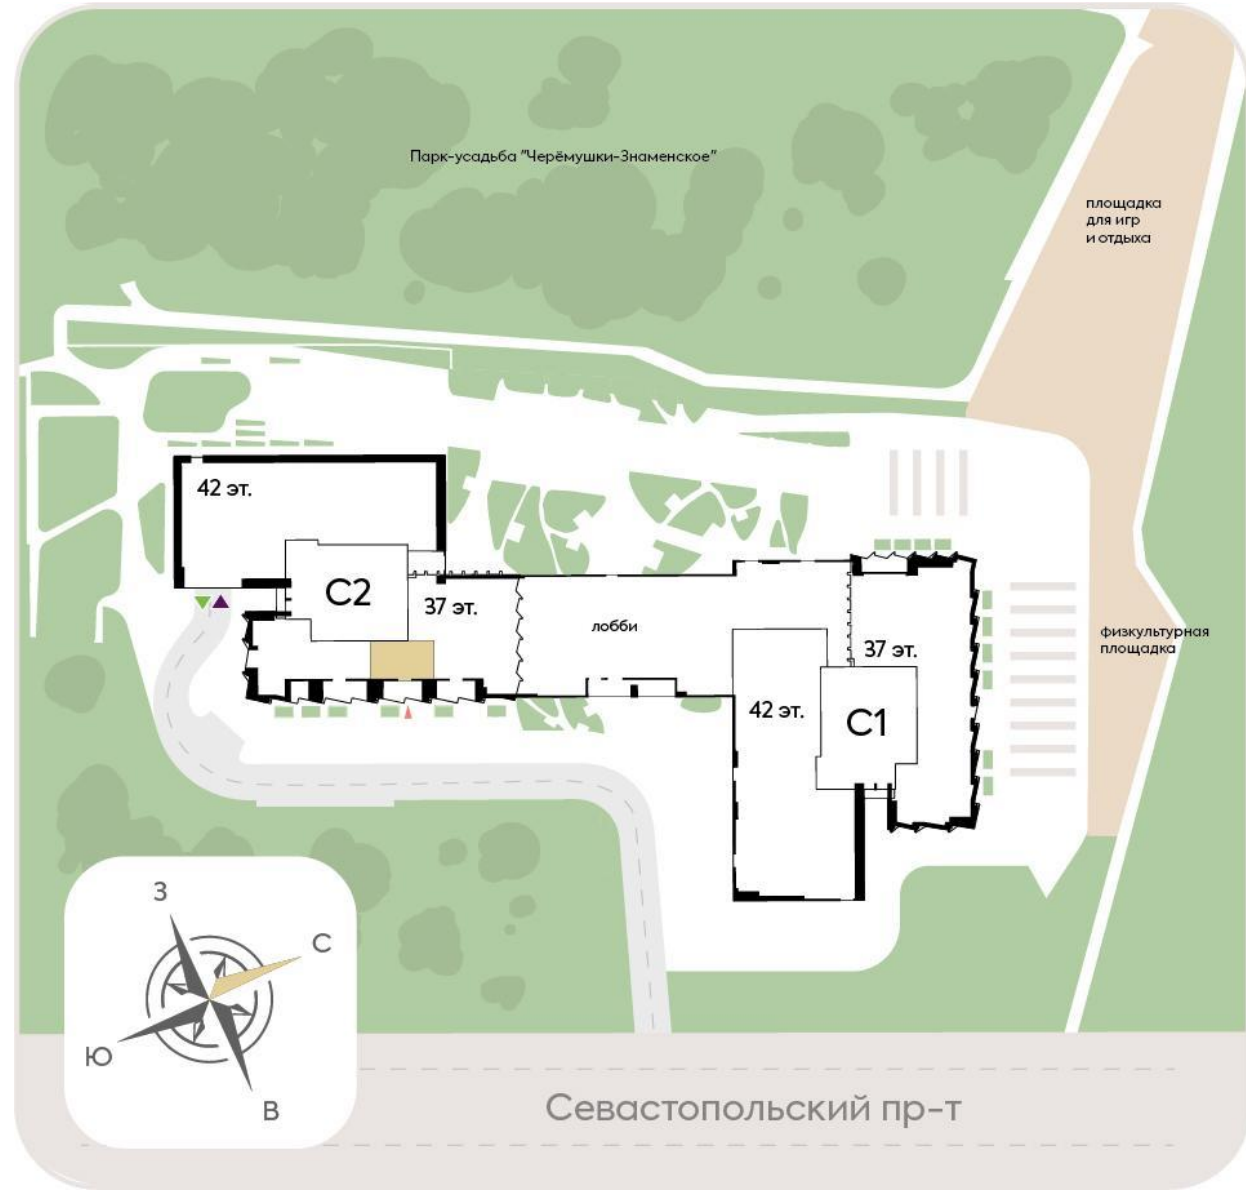 Парк-усадьба "Черёмушки-Знаменское"
площадка
для игр
и отдыха
42 эт.
С2
37 эт.
лобби
37 эт.
физкультурная
площадка
42 эт.
С1
З
С
Ю
В
Севастопольский пр-т